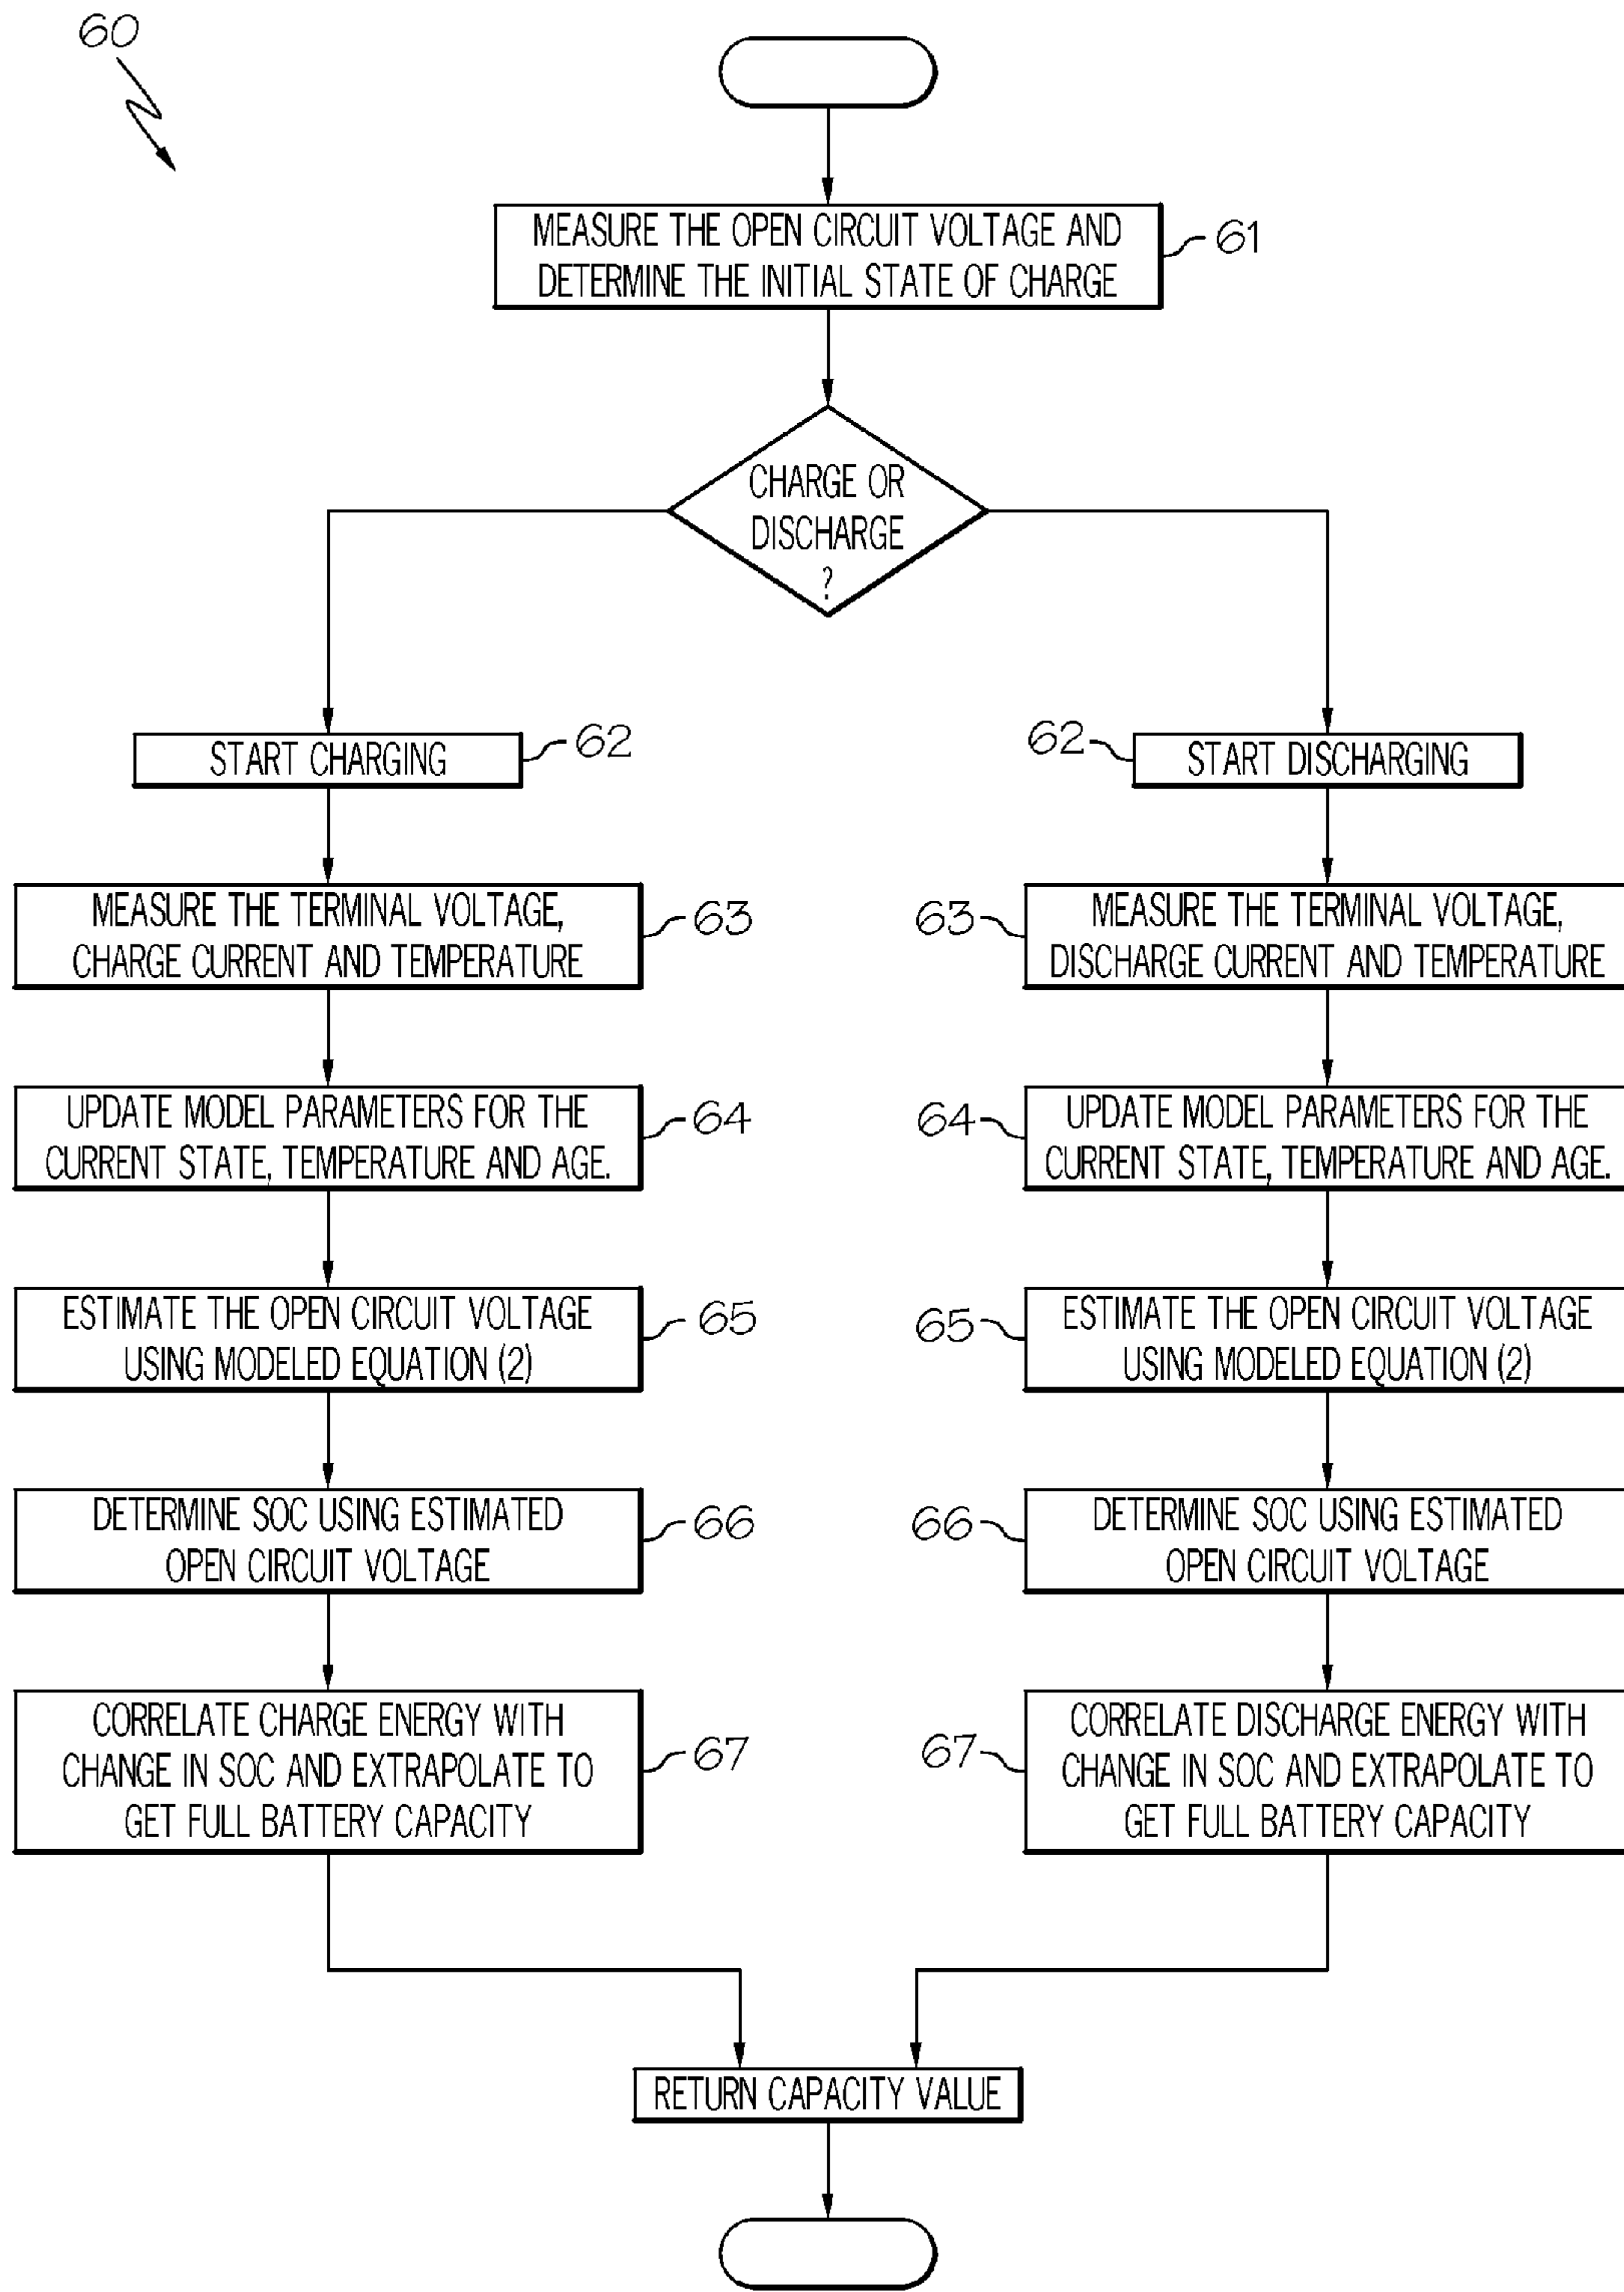 60
MEASURE THE OPEN CIRCUIT VOLTAGE AND
DETERMINE THE INITIAL STATE OF CHARGE
61
CHARGE OR
DISCHARGE
?
START CHARGING
62
62
START DISCHARGING
MEASURE THE TERMINAL VOLTAGE,
CHARGE CURRENT AND TEMPERATURE
63
63
MEASURE THE TERMINAL VOLTAGE,
DISCHARGE CURRENT AND TEMPERATURE
UPDATE MODEL PARAMETERS FOR THE
CURRENT STATE, TEMPERATURE AND AGE.
64
64
UPDATE MODEL PARAMETERS FOR THE
CURRENT STATE, TEMPERATURE AND AGE.
ESTIMATE THE OPEN CIRCUIT VOLTAGE
USING MODELED EQUATION (2)
65
65
ESTIMATE THE OPEN CIRCUIT VOLTAGE
USING MODELED EQUATION (2)
DETERMINE SOC USING ESTIMATED
OPEN CIRCUIT VOLTAGE
66
66
DETERMINE SOC USING ESTIMATED
OPEN CIRCUIT VOLTAGE
CORRELATE CHARGE ENERGY WITH
CHANGE IN SOC AND EXTRAPOLATE TO
GET FULL BATTERY CAPACITY
67
67
CORRELATE DISCHARGE ENERGY WITH
CHANGE IN SOC AND EXTRAPOLATE TO
GET FULL BATTERY CAPACITY
RETURN CAPACITY VALUE